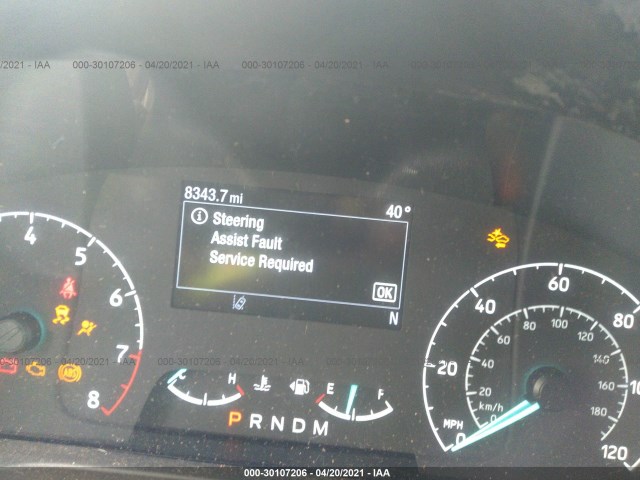 /2021 - IAA 000-30107206 - 04/20/2021 - IAA 000-30107206 - 04/20/2021 - IAA 000-30107206 - 04/20/
8343.7 mi
40°
Steering
Assist Fault
Service Required
OK
N
4
5
6
7
8
ABS
C H
E F
P R N D M
0
20
40
60
80
120
MPH
0
20
40
60
80
100
120
140
160
180
km/h
000-30107206 - 04/20/2021 - IAA